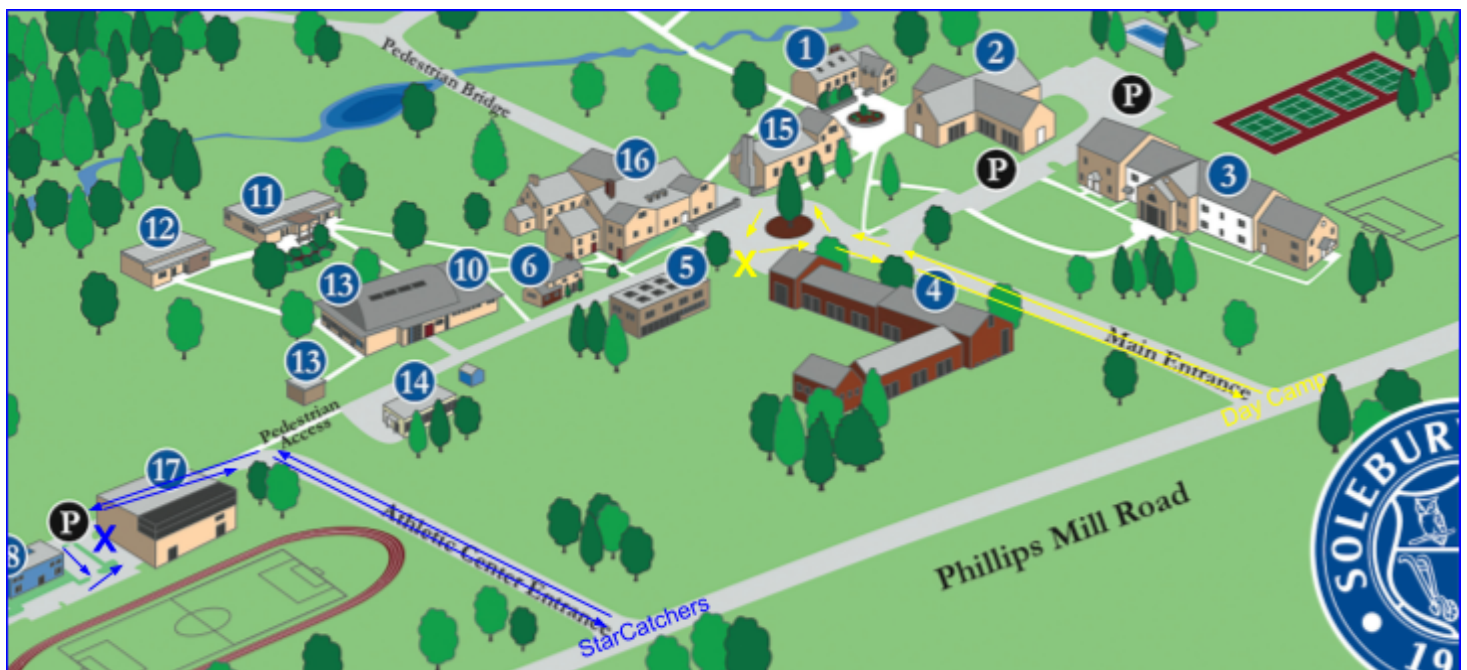 1
2
P
Pedestrian Bridge
15
16
P
3
11
12
13
10
6
5
X
4
Main Entrance
13
14
Day Camp
Pedestrian
Access
17
P
X
8
Athletic Center Entrance
StarCatchers
Phillips Mill Road
SOLEBUR
19